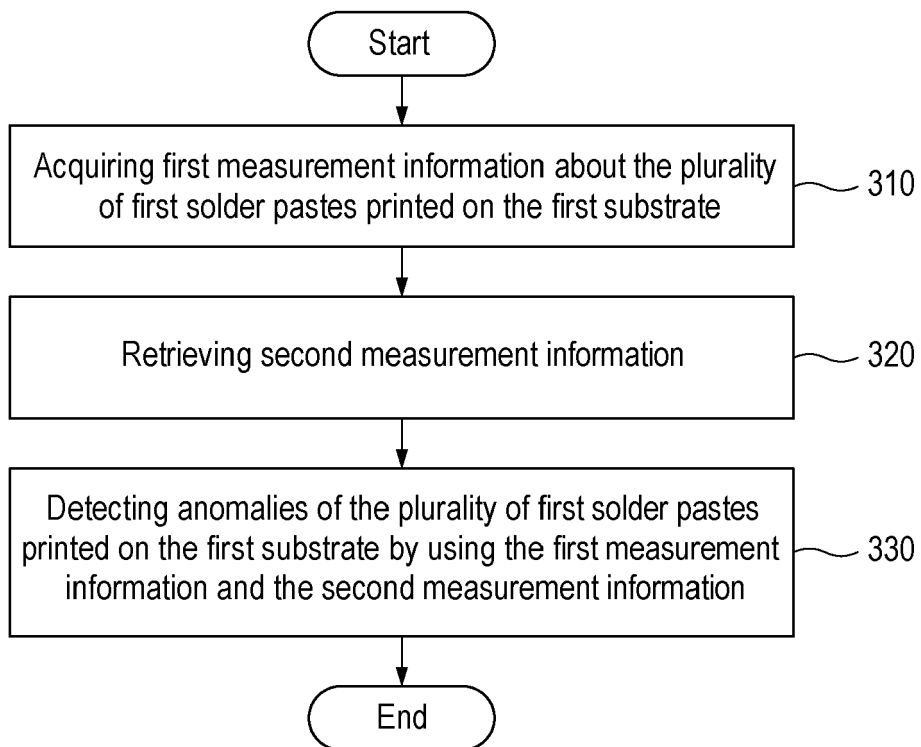 Start
Acquiring first measurement information about the plurality
of first solder pastes printed on the first substrate
310
Retrieving second measurement information
320
Detecting anomalies of the plurality of first solder pastes
printed on the first substrate by using the first measurement
information and the second measurement information
330
End